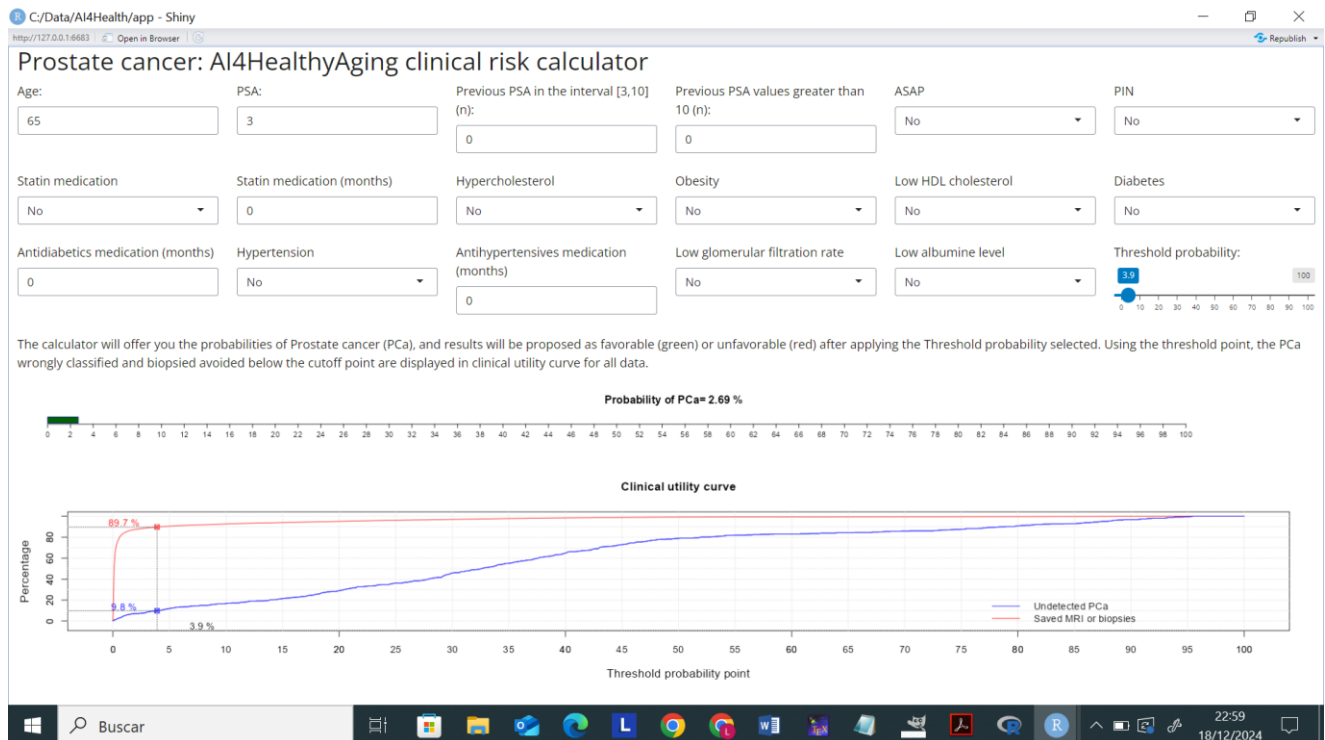 C:/Data/AI4Health/app - Shiny
http://127.0.0.1:6683 Open in Browser Republish
Prostate cancer: AI4HealthyAging clinical risk calculator
Age: PSA: Previous PSA in the interval [3,10] (n): Previous PSA values greater than 10 (n): ASAP PIN
65 3 0 0 No No
Statin medication Statin medication (months) Hypercholesterol Obesity Low HDL cholesterol Diabetes
No 0 No No No No
Antidiabetics medication (months) Hypertension Antihypertensives medication (months) Low glomerular filtration rate Low albumine level Threshold probability:
0 No 0 No No 3.9 100
0 10 20 30 40 50 60 70 80 90 100
The calculator will offer you the probabilities of Prostate cancer (PCa), and results will be proposed as favorable (green) or unfavorable (red) after applying the Threshold probability selected. Using the threshold point, the PCa
wrongly classified and biopsied avoided below the cutoff point are displayed in clinical utility curve for all data.
Probability of PCa= 2.69 %
0 2 4 6 8 10 12 14 16 18 20 22 24 26 28 30 32 34 36 38 40 42 44 46 48 50 52 54 56 58 60 62 64 66 68 70 72 74 76 78 80 82 84 86 88 90 92 94 96 98 100
Clinical utility curve
Percentage
0 20 40 60 80
89.7 %
9.8 %
3.9 %
Undetected PCa
Saved MRI or biopsies
0 5 10 15 20 25 30 35 40 45 50 55 60 65 70 75 80 85 90 95 100
Threshold probability point
Buscar
22:59
18/12/2024